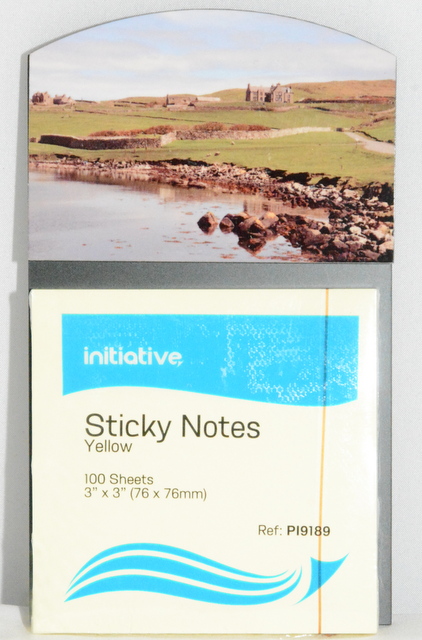 initiative
Sticky Notes
Yellow
100 Sheets
3" x 3" (76 x 76mm)
Ref: PI9189